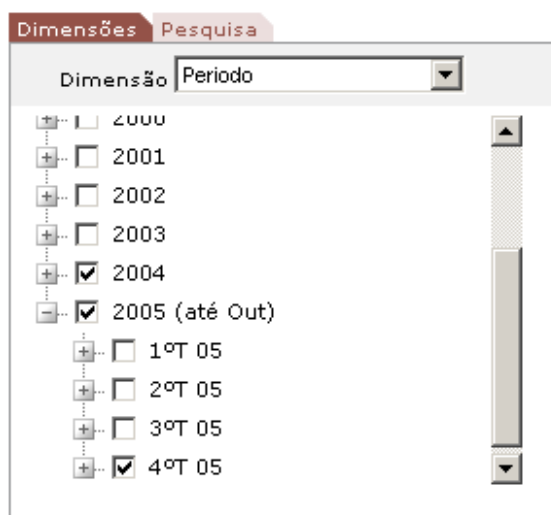 Dimensões Pesquisa
Dimensão Periodo
2000
2001
2002
2003
2004
2005 (até Out)
1ºT 05
2ºT 05
3ºT 05
4ºT 05